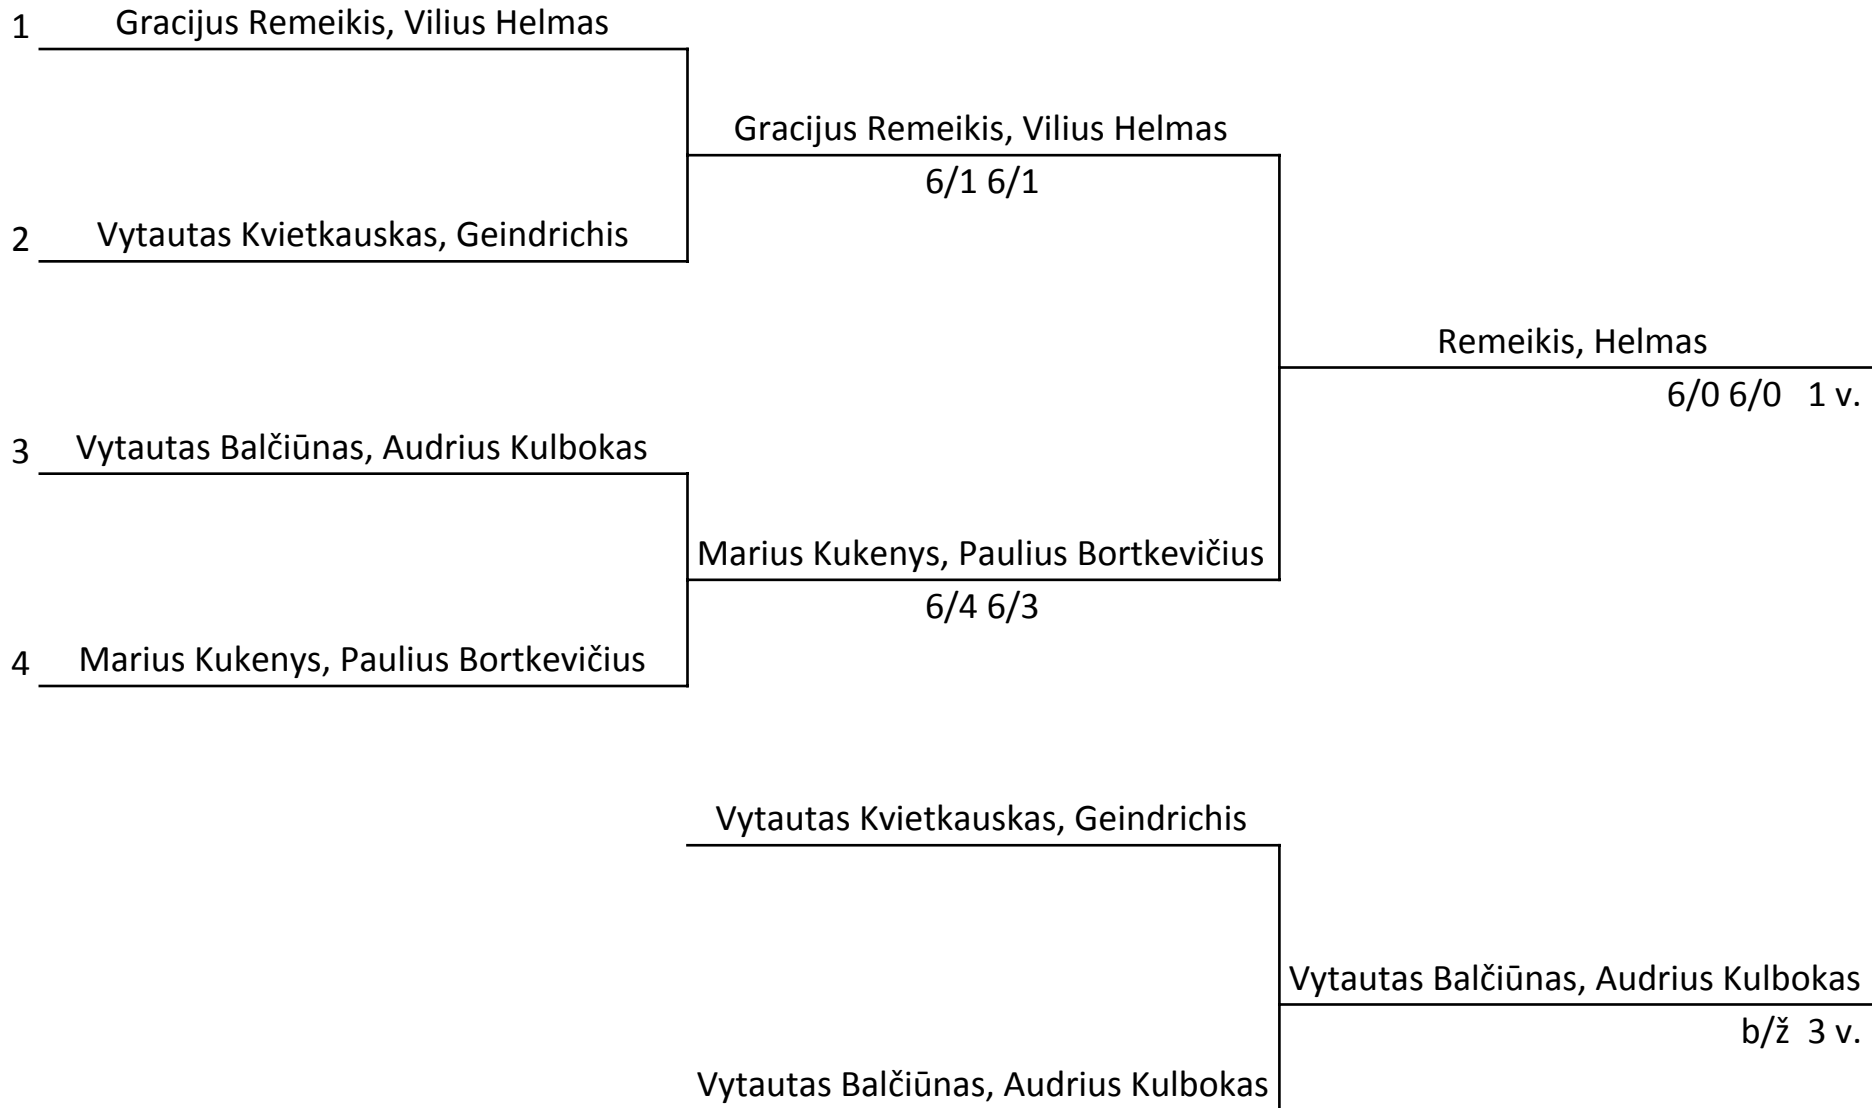 1 Gracijus Remeikis, Vilius Helmas
Gracijus Remeikis, Vilius Helmas
6/1 6/1
2 Vytautas Kvietkauskas, Geindrichis
Remeikis, Helmas
6/0 6/0 1 v.
3 Vytautas Balčiūnas, Audrius Kulbokas
Marius Kukenys, Paulius Bortkevičius
6/4 6/3
4 Marius Kukenys, Paulius Bortkevičius
Vytautas Kvietkauskas, Geindrichis
Vytautas Balčiūnas, Audrius Kulbokas
b/ž 3 v.
Vytautas Balčiūnas, Audrius Kulbokas